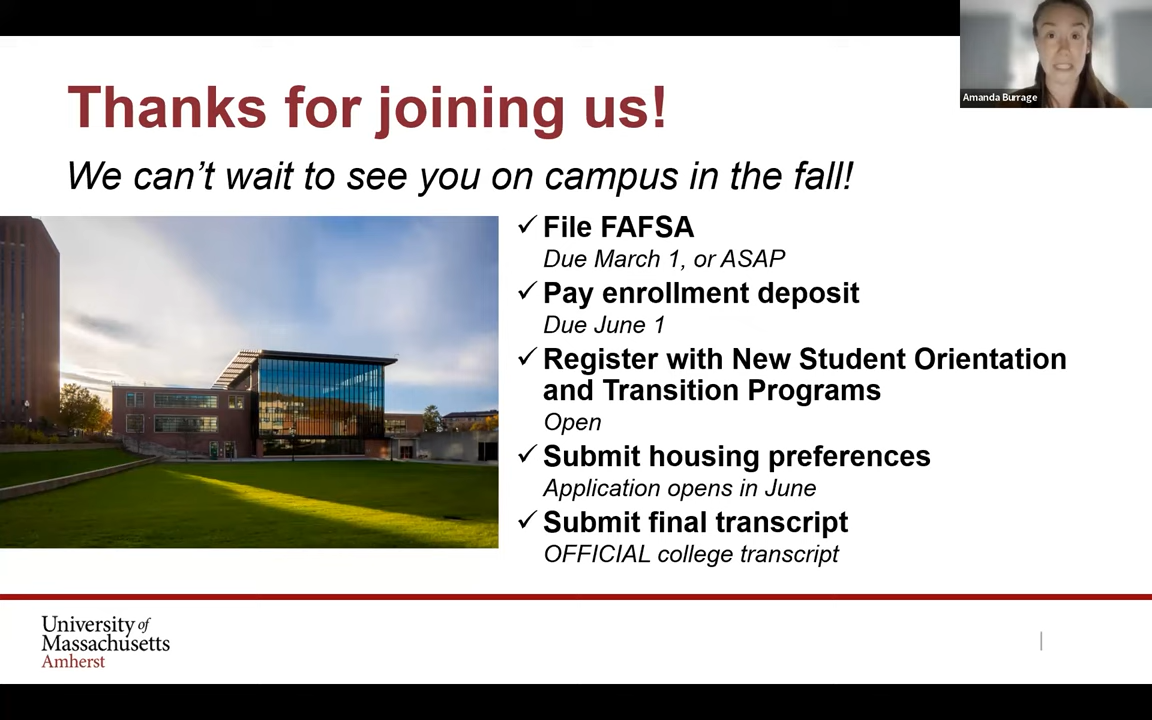 Thanks for joining us!
Amanda Burrage
We can’t wait to see you on campus in the fall!
✓ File FAFSA
Due March 1, or ASAP
✓ Pay enrollment deposit
Due June 1
✓ Register with New Student Orientation
and Transition Programs
Open
✓ Submit housing preferences
Application opens in June
✓ Submit final transcript
OFFICIAL college transcript
University of
Massachusetts
Amherst
|